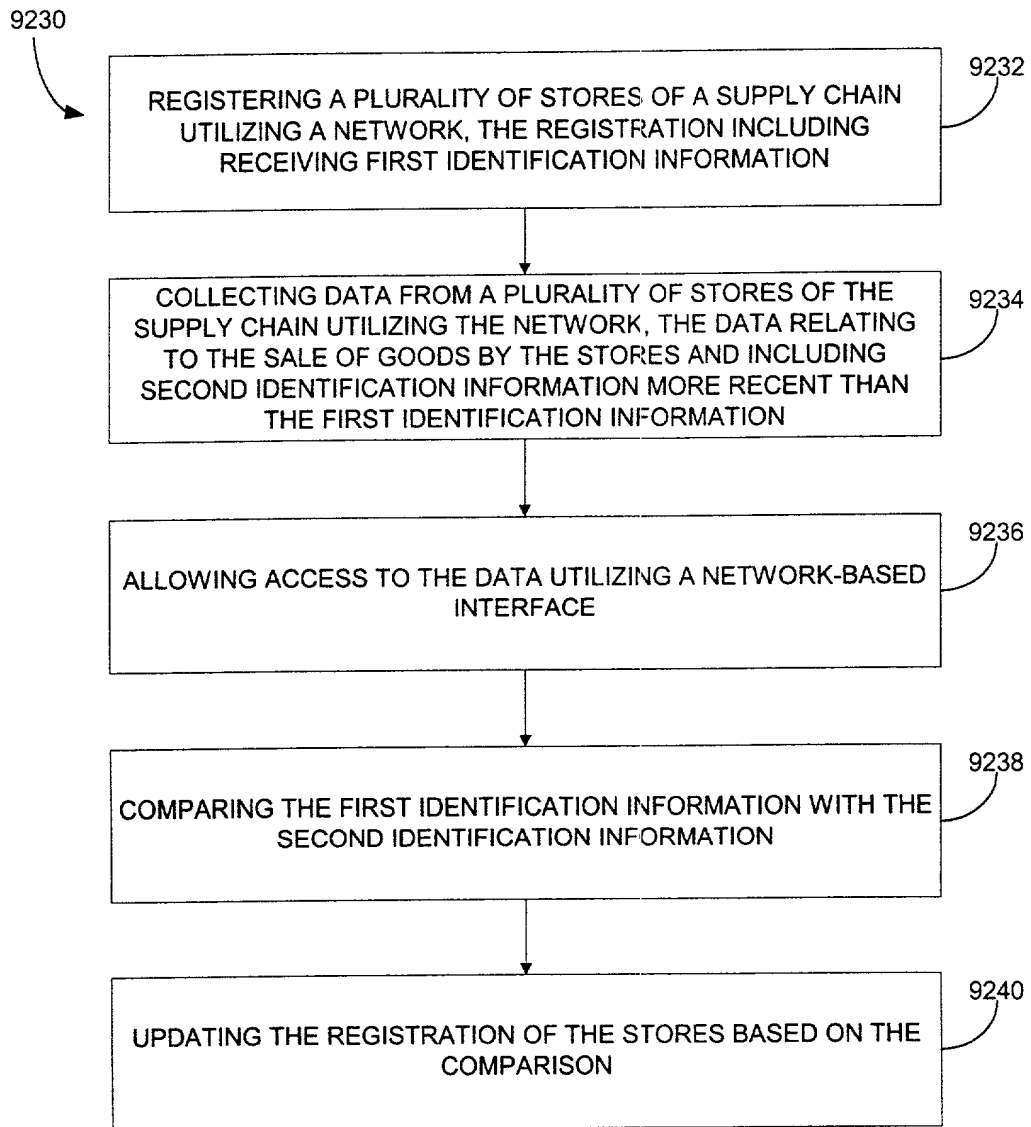 9230
9232
REGISTERING A PLURALITY OF STORES OF A SUPPLY CHAIN
UTILIZING A NETWORK, THE REGISTRATION INCLUDING
RECEIVING FIRST IDENTIFICATION INFORMATION
9234
COLLECTING DATA FROM A PLURALITY OF STORES OF THE
SUPPLY CHAIN UTILIZING THE NETWORK, THE DATA RELATING
TO THE SALE OF GOODS BY THE STORES AND INCLUDING
SECOND IDENTIFICATION INFORMATION MORE RECENT THAN
THE FIRST IDENTIFICATION INFORMATION
9236
ALLOWING ACCESS TO THE DATA UTILIZING A NETWORK-BASED
INTERFACE
9238
COMPARING THE FIRST IDENTIFICATION INFORMATION WITH THE
SECOND IDENTIFICATION INFORMATION
9240
UPDATING THE REGISTRATION OF THE STORES BASED ON THE
COMPARISON